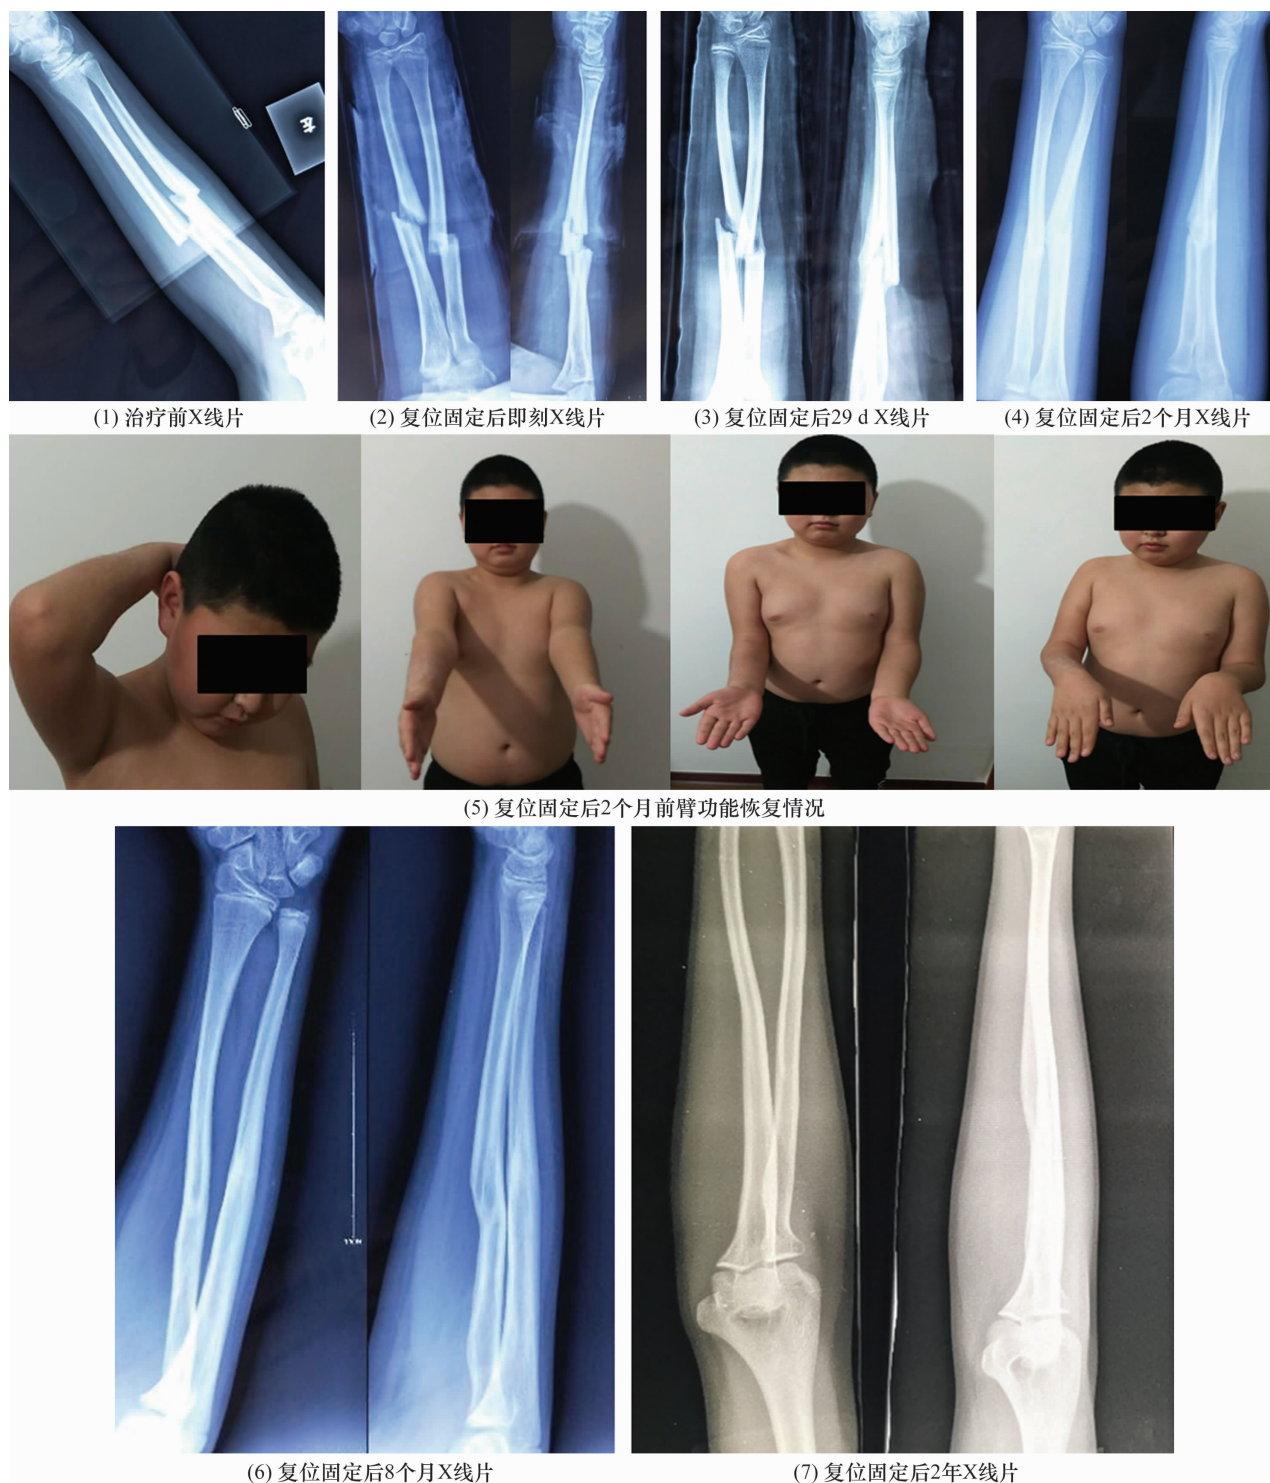 左
(1) 治疗前X线片
(2) 复位固定后即刻X线片
(3) 复位固定后29 d X线片
(4) 复位固定后2个月X线片
(5) 复位固定后2个月前臂功能恢复情况
(6) 复位固定后8个月X线片
(7) 复位固定后2年X线片